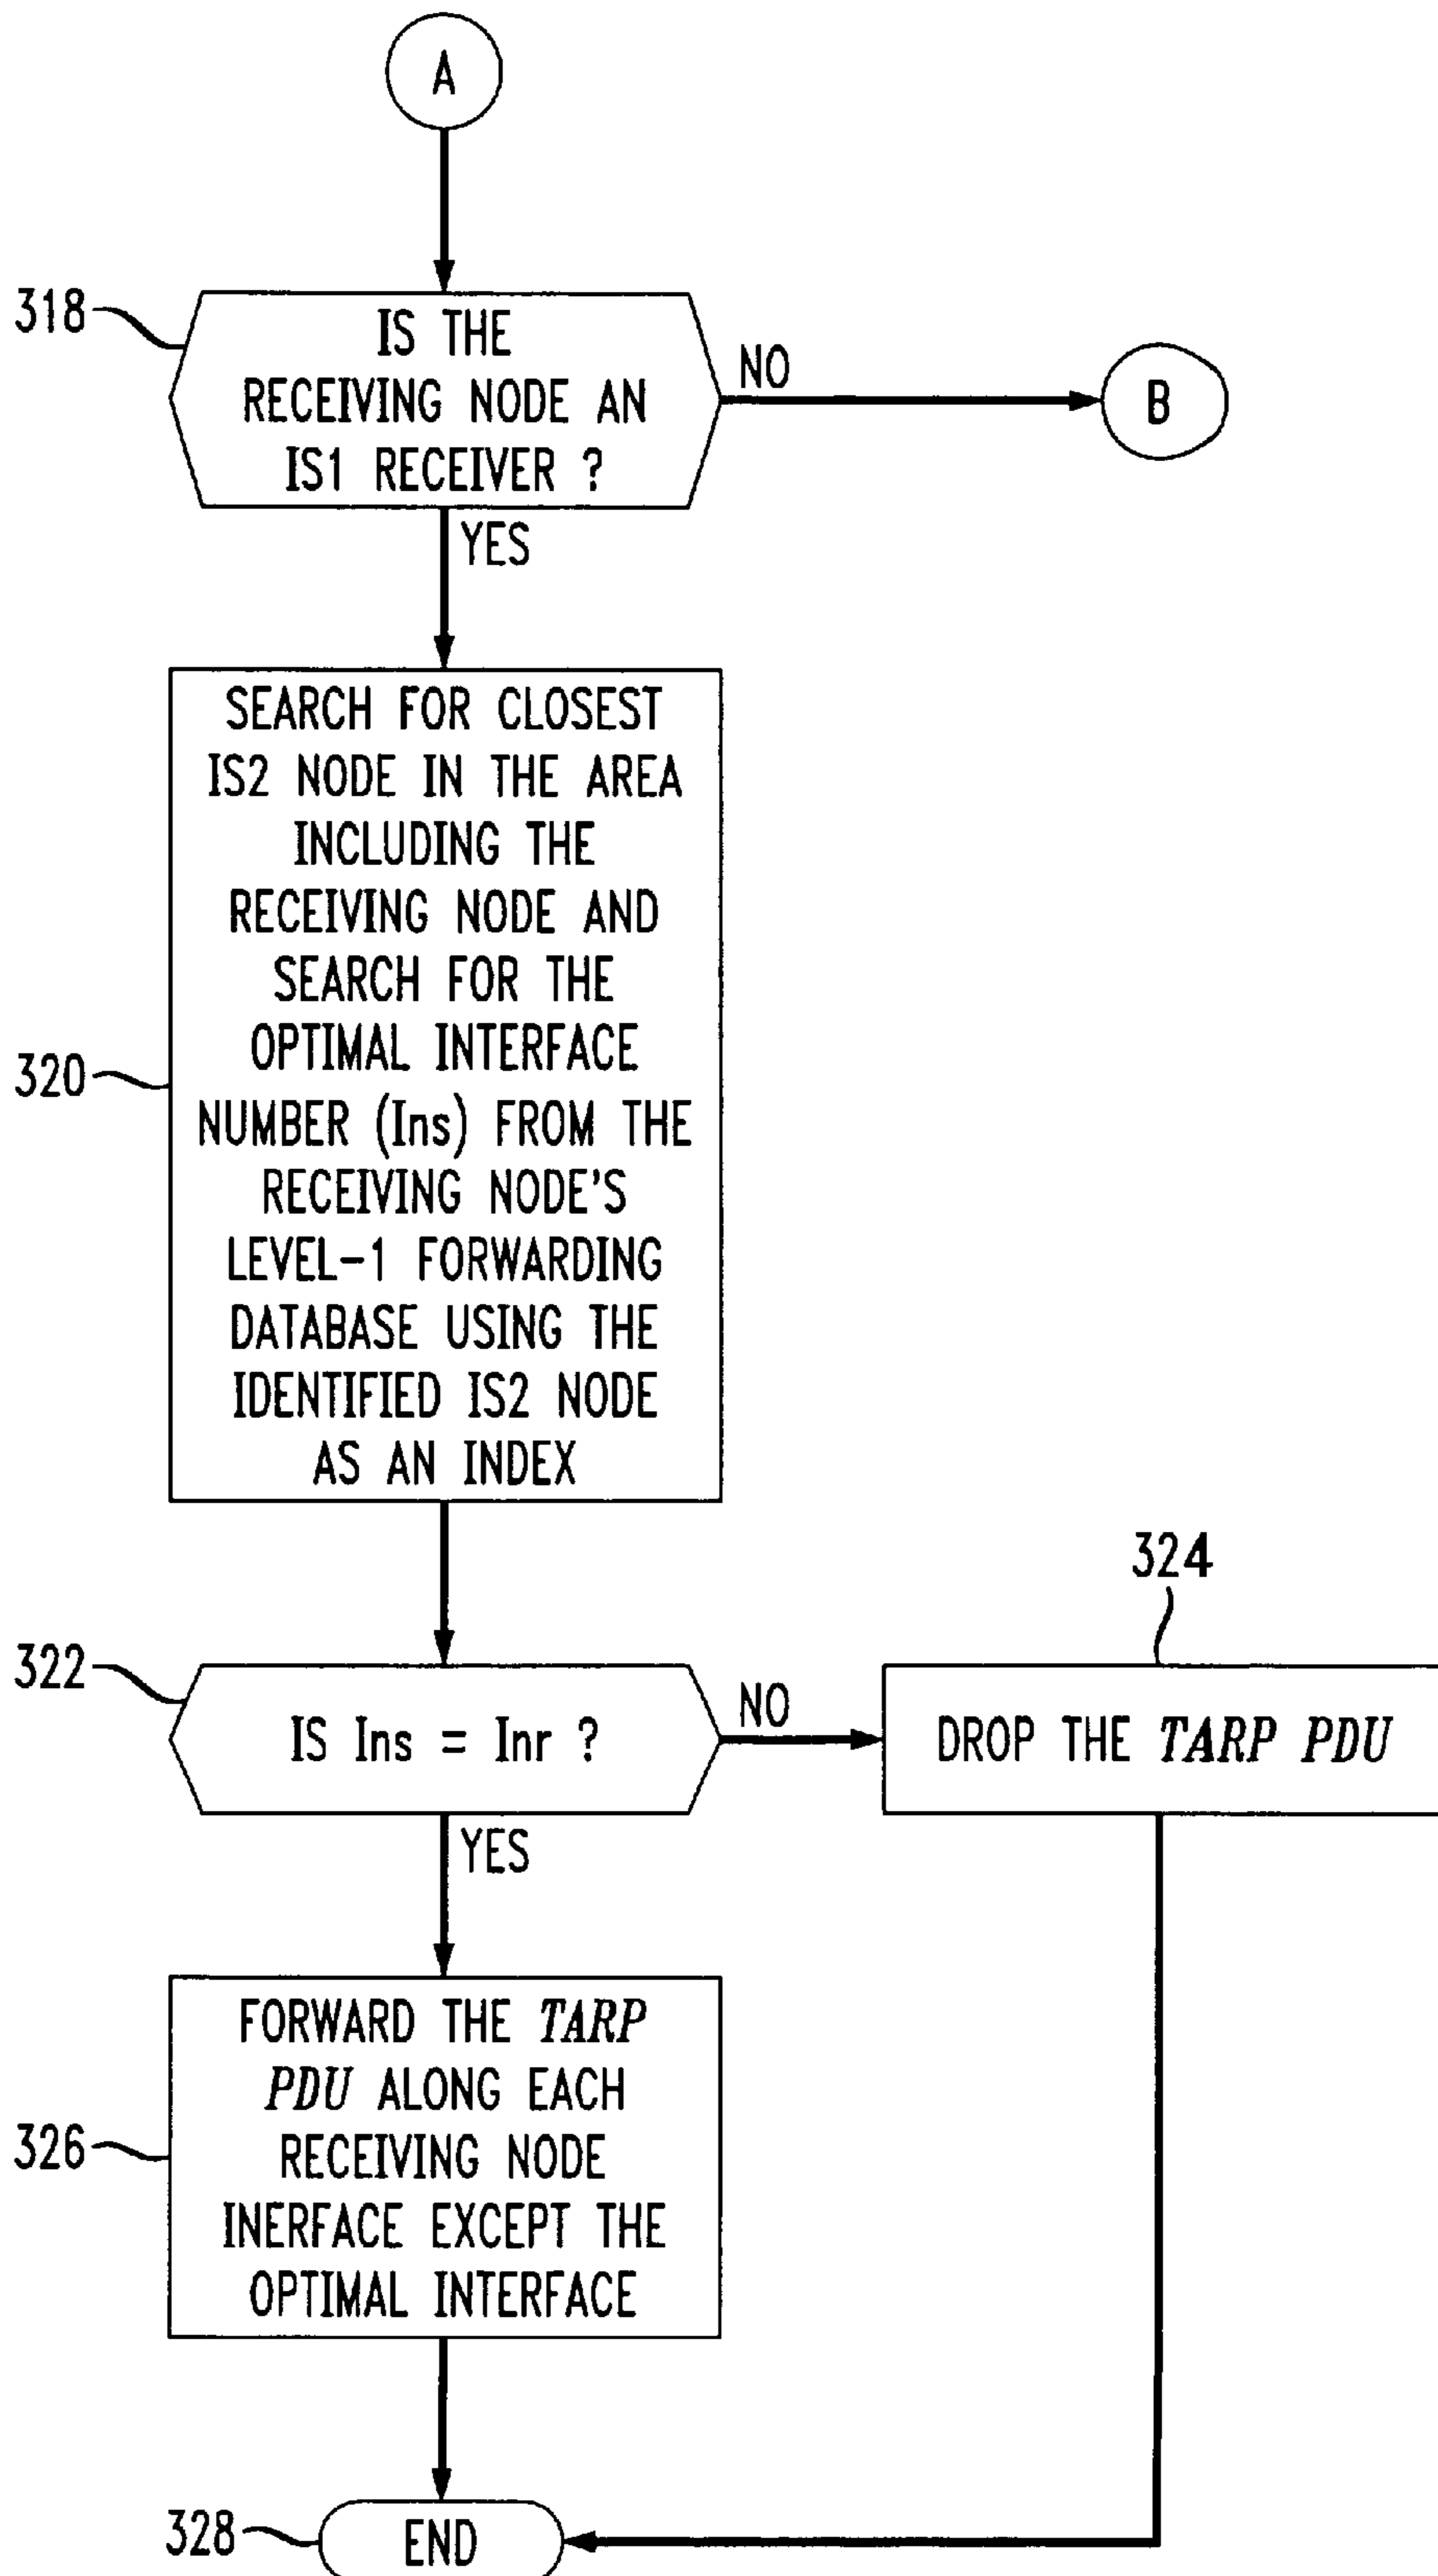 A
318
IS THE
RECEIVING NODE AN
IS1 RECEIVER ?
NO
B
YES
320
SEARCH FOR CLOSEST
IS2 NODE IN THE AREA
INCLUDING THE
RECEIVING NODE AND
SEARCH FOR THE
OPTIMAL INTERFACE
NUMBER (Ins) FROM THE
RECEIVING NODE'S
LEVEL-1 FORWARDING
DATABASE USING THE
IDENTIFIED IS2 NODE
AS AN INDEX
322
IS Ins = Inr ?
NO
324
DROP THE TARP PDU
YES
326
FORWARD THE TARP
PDU ALONG EACH
RECEIVING NODE
INERFACE EXCEPT THE
OPTIMAL INTERFACE
328
END